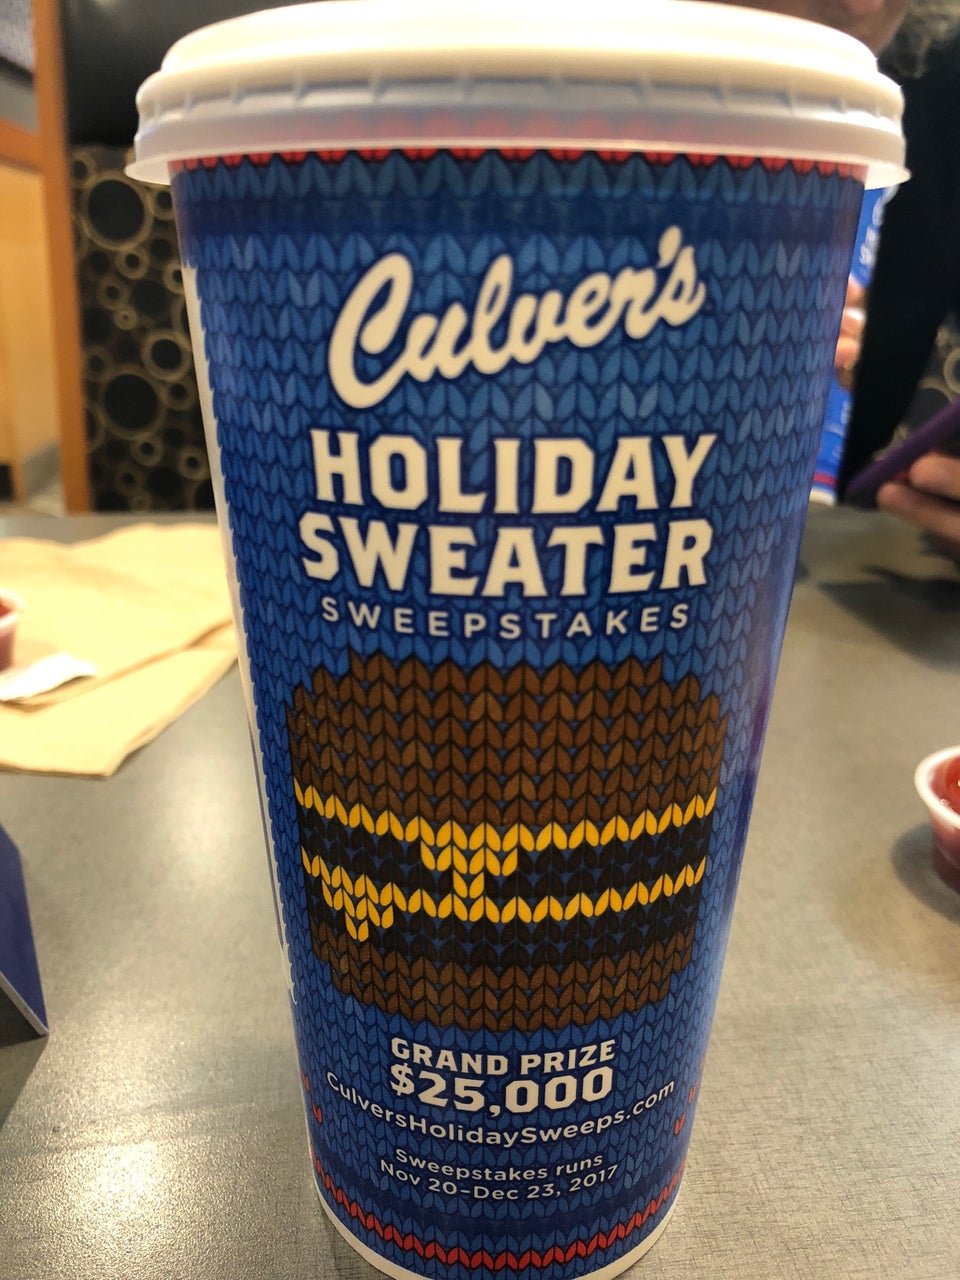 Culver's
HOLIDAY
SWEATER
SWEEPSTAKES
GRAND PRIZE
$25,000
CulversHolidaySweeps.com
Sweepstakes runs
Nov 20–Dec 23, 2017